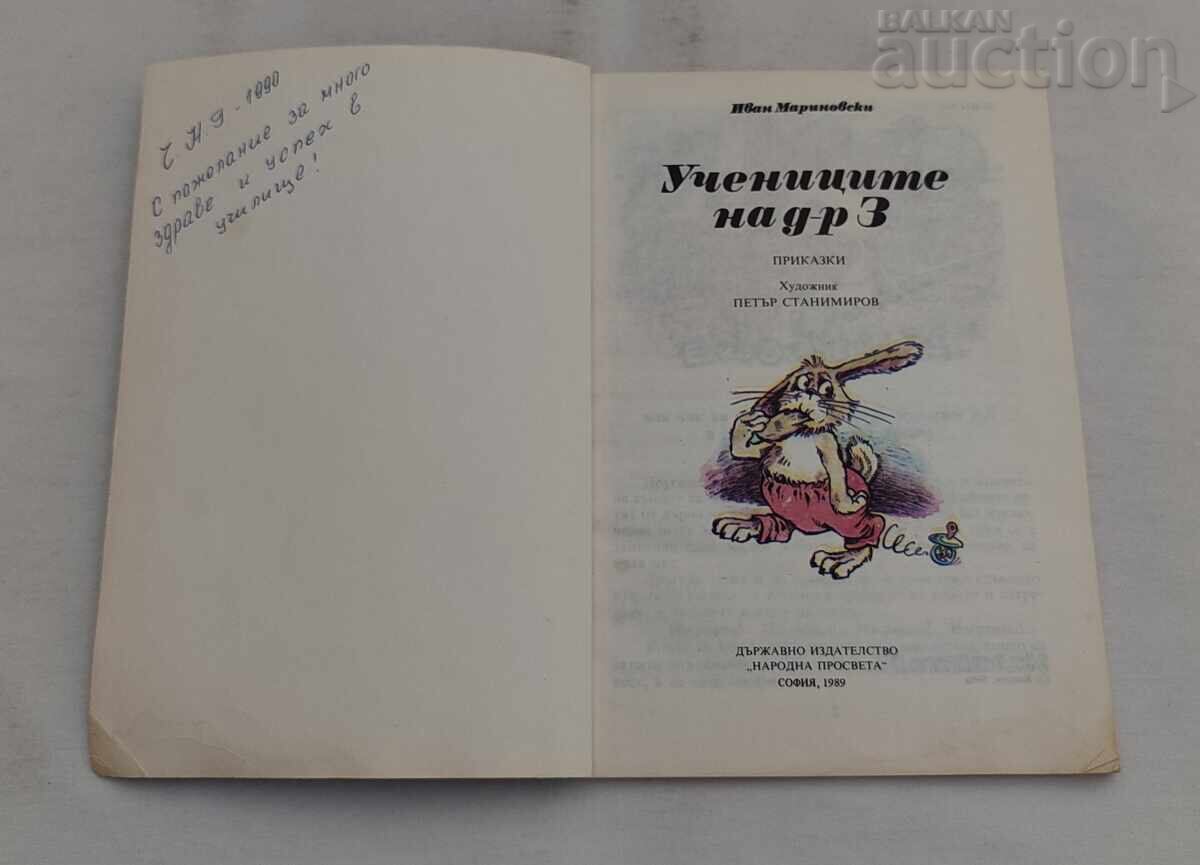 BALKAN
auction
Ч.Н.Г - 1990
С пожелание за много
здраве и успех в
училище!
Иван Мариновски
Учениците
на д-р З
ПРИКАЗКИ
Художник
ПЕТЪР СТАНИМИРОВ
ДЪРЖАВНО ИЗДАТЕЛСТВО
„НАРОДНА ПРОСВЕТА“
СОФИЯ, 1989